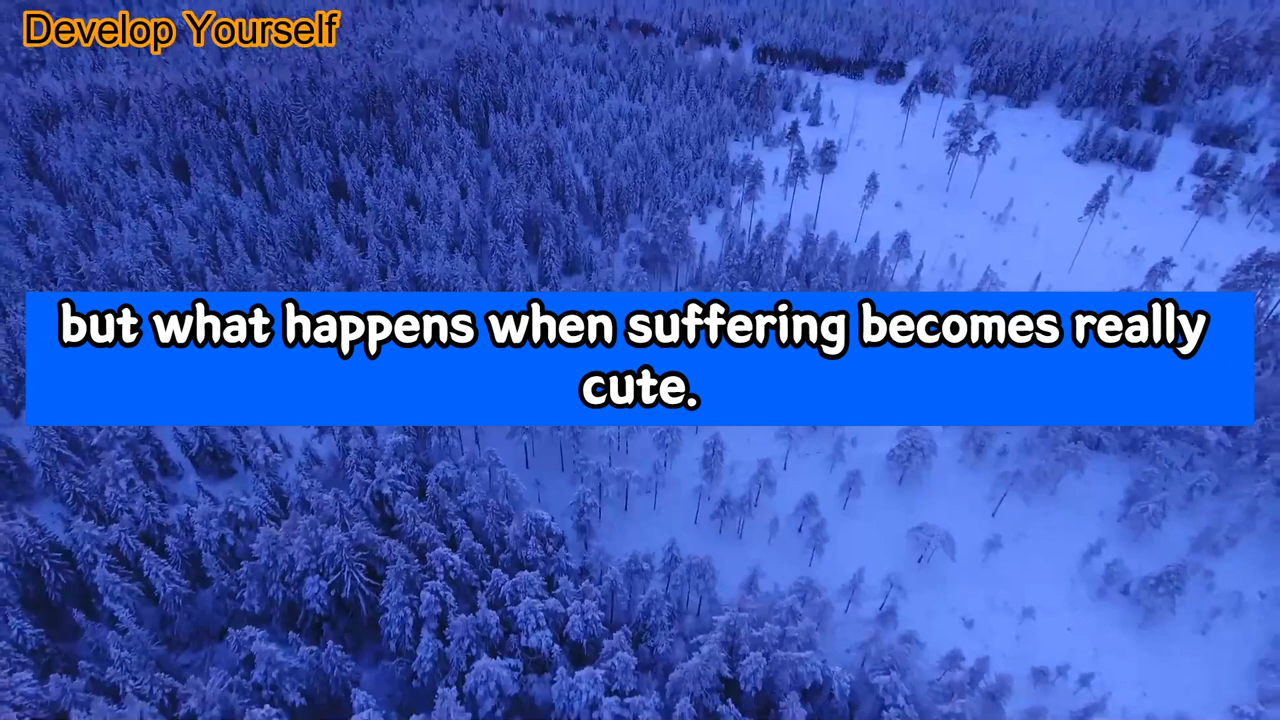 Develop Yourself
but what happens when suffering becomes really
cute.